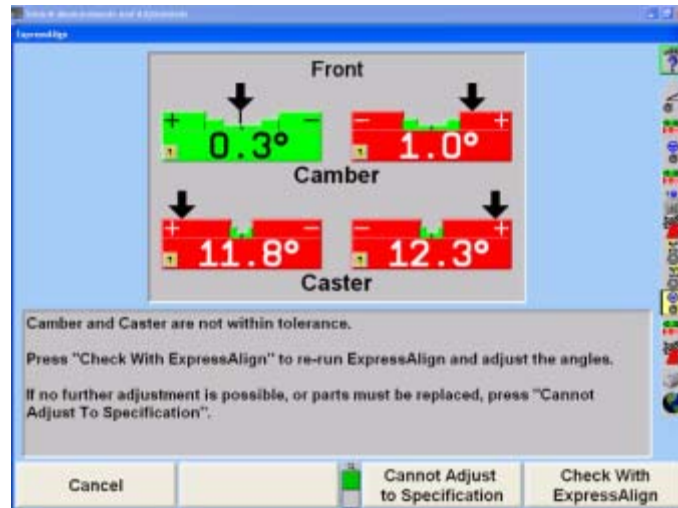 ExpressAlign
Front
+ - - +
0.3° 1.0°
Camber
+ - - +
11.8° 12.3°
Caster
Camber and Caster are not within tolerance.
Press "Check With ExpressAlign" to re-run ExpressAlign and adjust the angles.
If no further adjustment is possible, or parts must be replaced, press "Cannot
Adjust To Specification".
Cancel
Cannot Adjust
to Specification
Check With
ExpressAlign